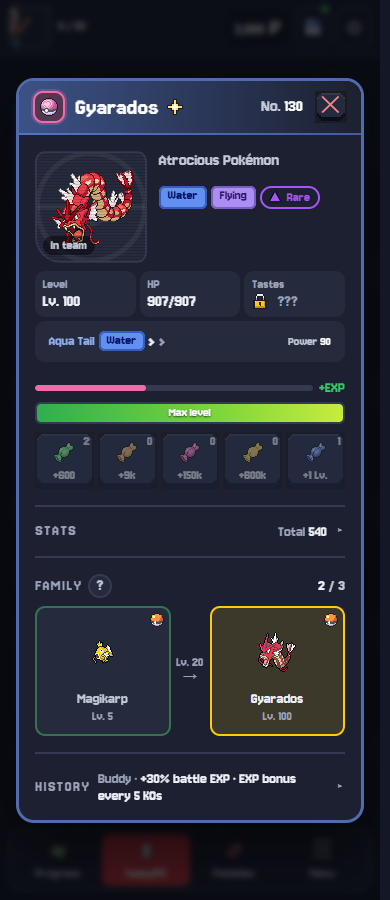 Gyarados
No. 130
Atrocious Pokémon
Water Flying ▲ Rare
In team
Level HP Tastes
Lv. 100 907/907 ???
Aqua Tail Water Power 90
+EXP
Max level
2 0 0 0 1
+600 +9k +150k +600k +1 Lv.
STATS Total 540
FAMILY ? 2 / 3
Lv. 20
→
Magikarp Gyarados
Lv. 5 Lv. 100
HISTORY Buddy · +30% battle EXP · EXP bonus
every 5 KOs